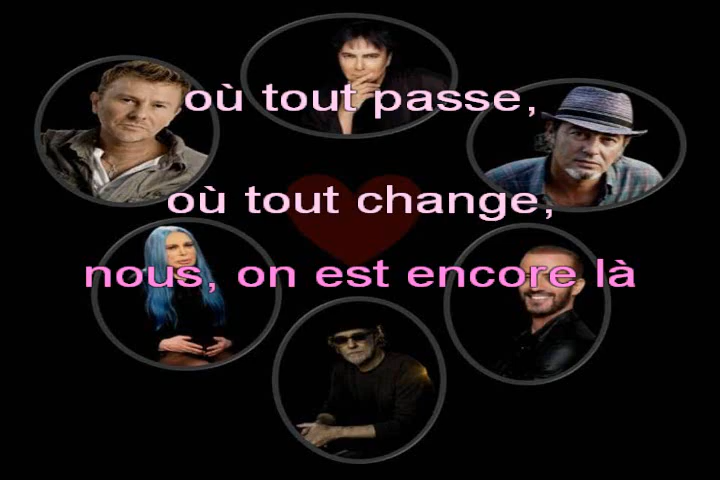 où tout passe,
où tout change,
nous, on est encore là